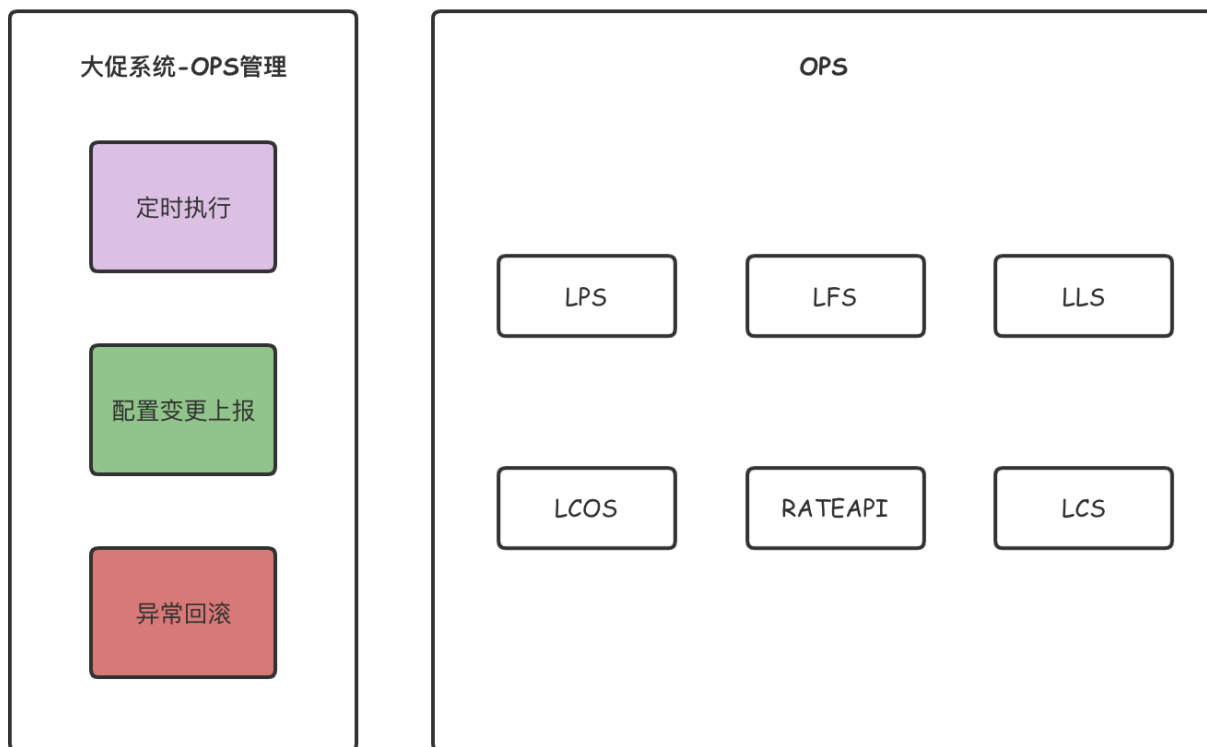 大促系统-OPS管理
定时执行
配置变更上报
异常回滚
OPS
LPS
LFS
LLS
LCOS
RATEAPI
LCS